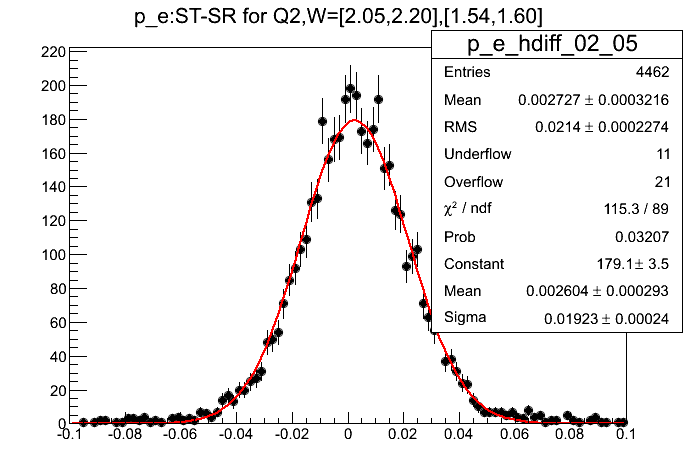 p_e:ST-SR for Q2,W=[2.05,2.20],[1.54,1.60]
p_e_hdiff_02_05
Entries 4462
Mean 0.002727 ± 0.0003216
RMS 0.0214 ± 0.0002274
Underflow 11
Overflow 21
χ² / ndf 115.3 / 89
Prob 0.03207
Constant 179.1± 3.5
Mean 0.002604 ± 0.000293
Sigma 0.01923 ± 0.00024
220
200
180
160
140
120
100
80
60
40
20
0
-0.1 -0.08 -0.06 -0.04 -0.02 0 0.02 0.04 0.06 0.08 0.1